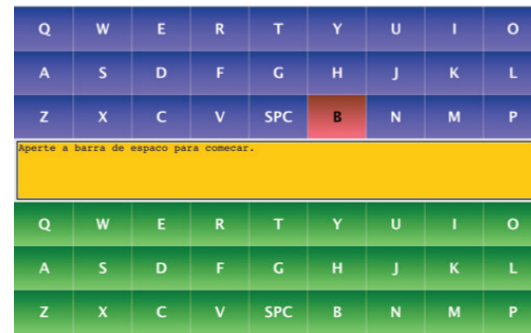 Q W E R T Y U I O
A S D F G H J K L
Z X C V SPC B N M P
Aperte a barra de espaco para comecar.
Q W E R T Y U I O
A S D F G H J K L
Z X C V SPC B N M P